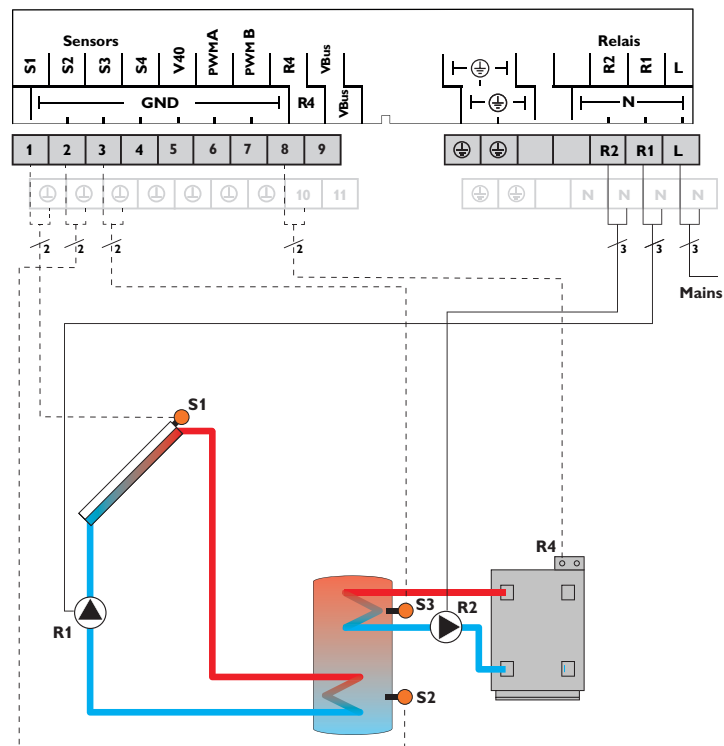 Sensors
Relais
S1 S2 S3 S4 V40 PWM A PWM B R4 VBus
R2 R1 L
GND
R4
VBus
N
1 2 3 4 5 6 7 8 9
R2 R1 L
10 11
N N N N
2 2 2 2
3 3 3
Mains
S1
R4
S3
R2
R1
S2